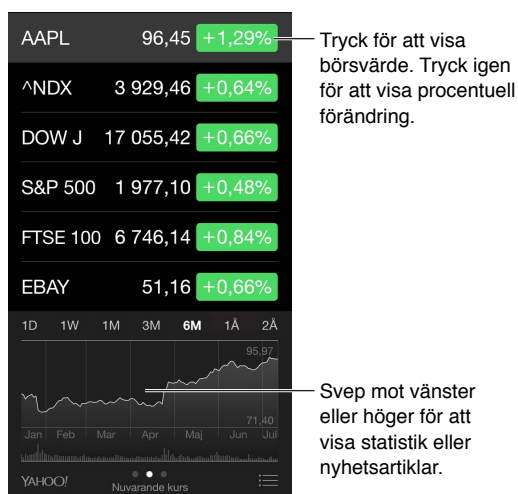 AAPL 96,45 +1,29%
Tryck för att visa
börsvärde. Tryck igen
för att visa procentuell
förändring.
^NDX 3 929,46 +0,64%
DOW J 17 055,42 +0,66%
S&P 500 1 977,10 +0,48%
FTSE 100 6 746,14 +0,84%
EBAY 51,16 +0,66%
1D 1W 1M 3M 6M 1Å 2Å
95,97
71,40
Jan Feb Mar Apr Maj Jun Jul
Svep mot vänster
eller höger för att
visa statistik eller
nyhetsartiklar.
YAHOO!
Nuvarande kurs